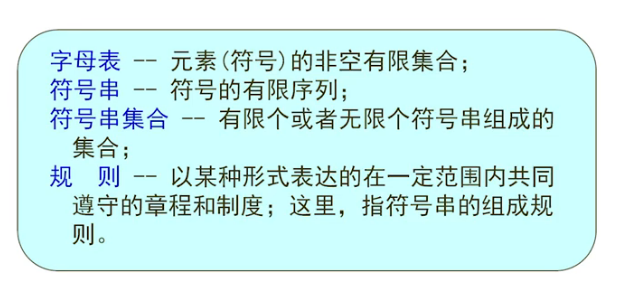 字母表 -- 元素(符号)的非空有限集合；
符号串 -- 符号的有限序列；
符号串集合 -- 有限个或者无限个符号串组成的
集合；
规　则 -- 以某种形式表达的在一定范围内共同
遵守的章程和制度；这里，指符号串的组成规
则。